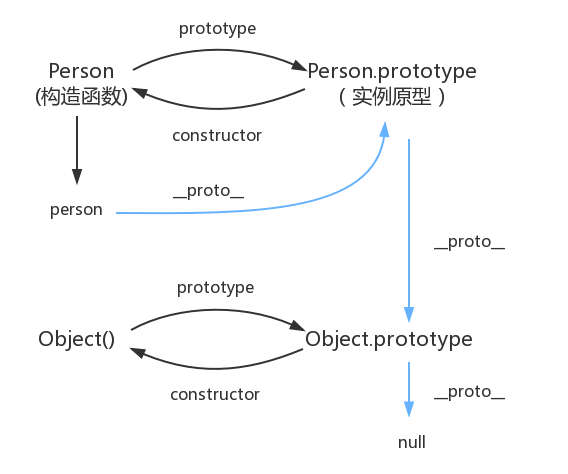 prototype
Person
(构造函数)
Person.prototype
( 实例原型 )
constructor
__proto__
person
__proto__
prototype
Object()
Object.prototype
constructor
__proto__
null